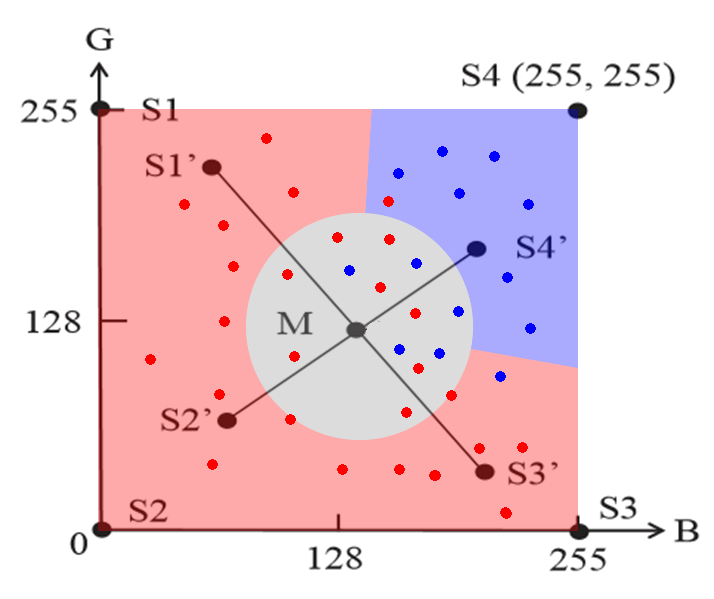 G
S4 (255, 255)
255
S1
S1’
S4’
128
M
S2’
S3’
S2
S3
0
128
255
B